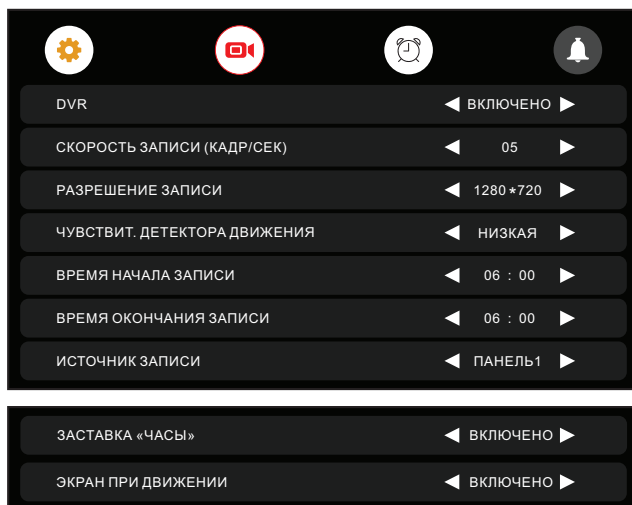 DVR ВКЛЮЧЕНО
СКОРОСТЬ ЗАПИСИ (КАДР/СЕК) 05
РАЗРЕШЕНИЕ ЗАПИСИ 1280*720
ЧУВСТВИТ. ДЕТЕКТОРА ДВИЖЕНИЯ НИЗКАЯ
ВРЕМЯ НАЧАЛА ЗАПИСИ 06 : 00
ВРЕМЯ ОКОНЧАНИЯ ЗАПИСИ 06 : 00
ИСТОЧНИК ЗАПИСИ ПАНЕЛЬ1
ЗАСТАВКА «ЧАСЫ» ВКЛЮЧЕНО
ЭКРАН ПРИ ДВИЖЕНИИ ВКЛЮЧЕНО